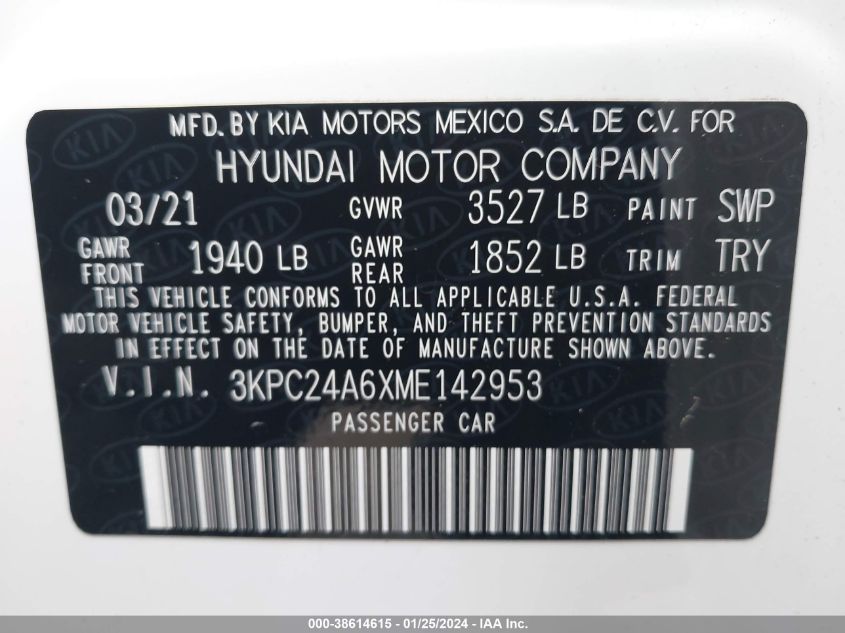 MFD. BY KIA MOTORS MEXICO S.A. DE C.V. FOR
HYUNDAI MOTOR COMPANY
03/21 GVWR 3527 LB PAINT SWP
GAWR FRONT 1940 LB GAWR REAR 1852 LB TRIM TRY
THIS VEHICLE CONFORMS TO ALL APPLICABLE U.S.A. FEDERAL
MOTOR VEHICLE SAFETY, BUMPER, AND THEFT PREVENTION STANDARDS
IN EFFECT ON THE DATE OF MANUFACTURE SHOWN ABOVE.
V.I.N. 3KPC24A6XME142953
PASSENGER CAR
000-38614615 - 01/25/2024 - IAA Inc.